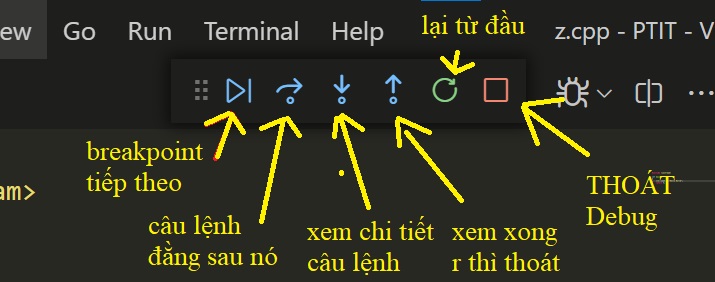 ew Go Run Terminal Help
lại từ đầu
z.cpp - PTIT - V
breakpoint
tiếp theo
am>
câu lệnh
đằng sau nó
xem chi tiết
câu lệnh
xem xong
r thì thoát
THOÁT
Debug